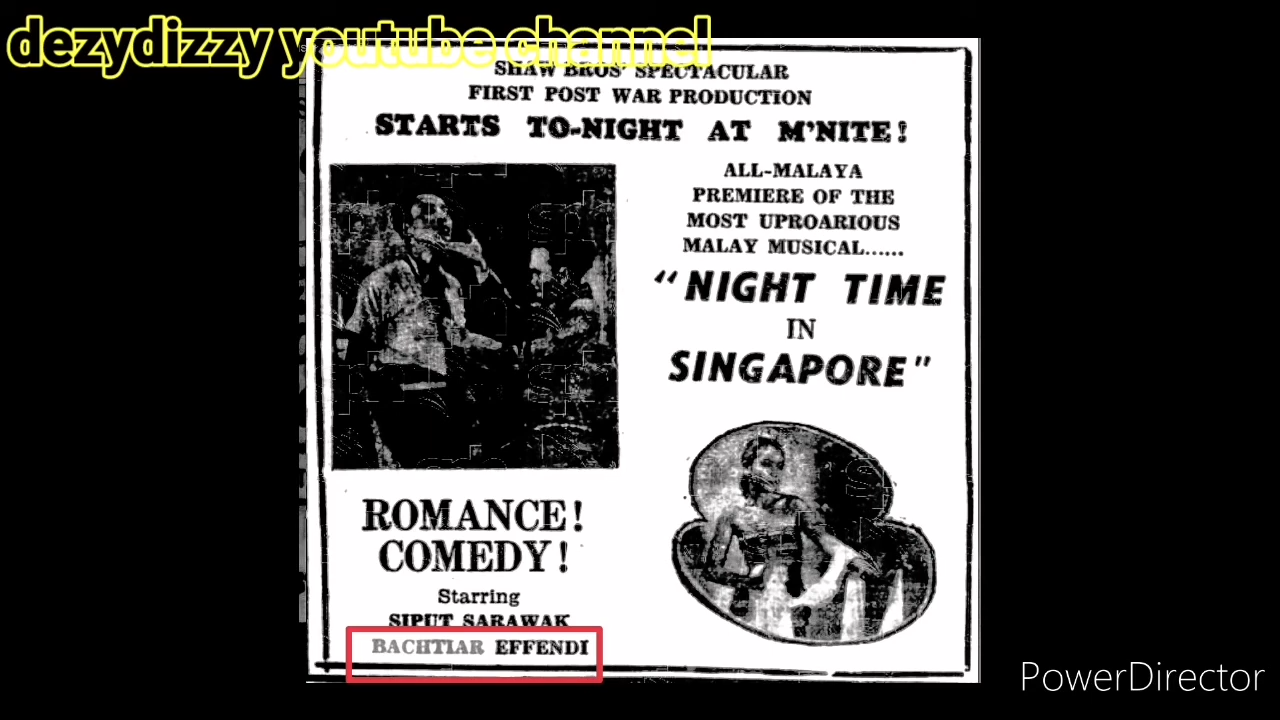 dezydizzy youtube channel
SHAW BROS' SPECTACULAR
FIRST POST WAR PRODUCTION
STARTS TO-NIGHT AT M'NITE!
ALL-MALAYA
PREMIERE OF THE
MOST UPROARIOUS
MALAY MUSICAL......
"NIGHT TIME
IN
SINGAPORE"
ROMANCE!
COMEDY!
Starring
SIPUT SARAWAK
BACHTIAR EFFENDI
PowerDirector